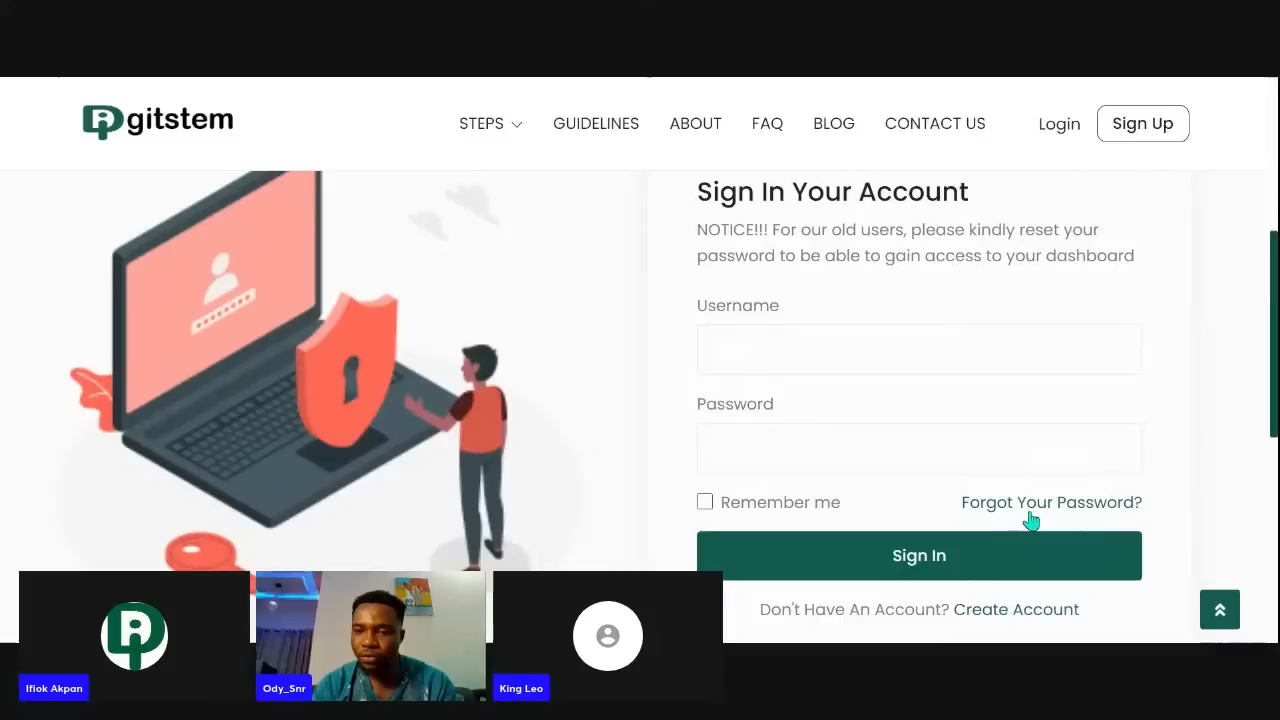 gitstem
STEPS
GUIDELINES
ABOUT
FAQ
BLOG
CONTACT US
Login
Sign Up
Sign In Your Account
NOTICE!!! For our old users, please kindly reset your
password to be able to gain access to your dashboard
Username
Password
Remember me
Forgot Your Password?
Sign In
Don't Have An Account? Create Account
Ifiok Akpan
Ody_Snr
King Leo